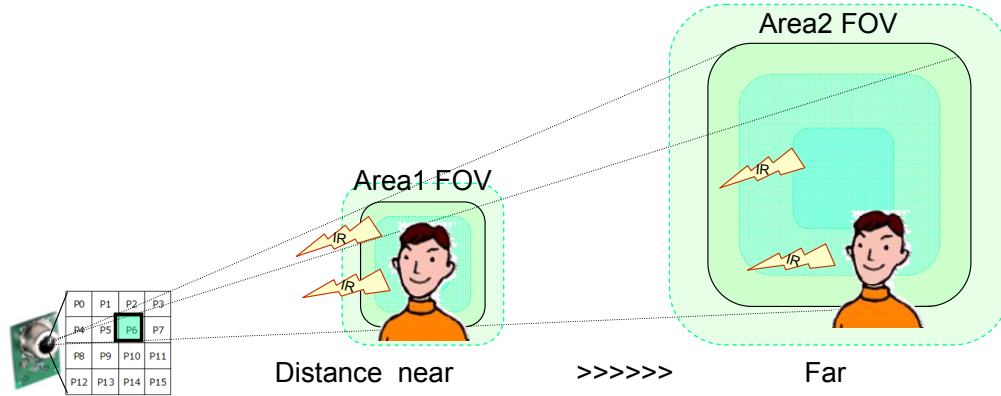 Area2 FOV
IR
Area1 FOV
IR
IR
IR
P0 P1 P2 P3
P4 P5 P6 P7
P8 P9 P10 P11
P12 P13 P14 P15
Distance near >>>>>> Far